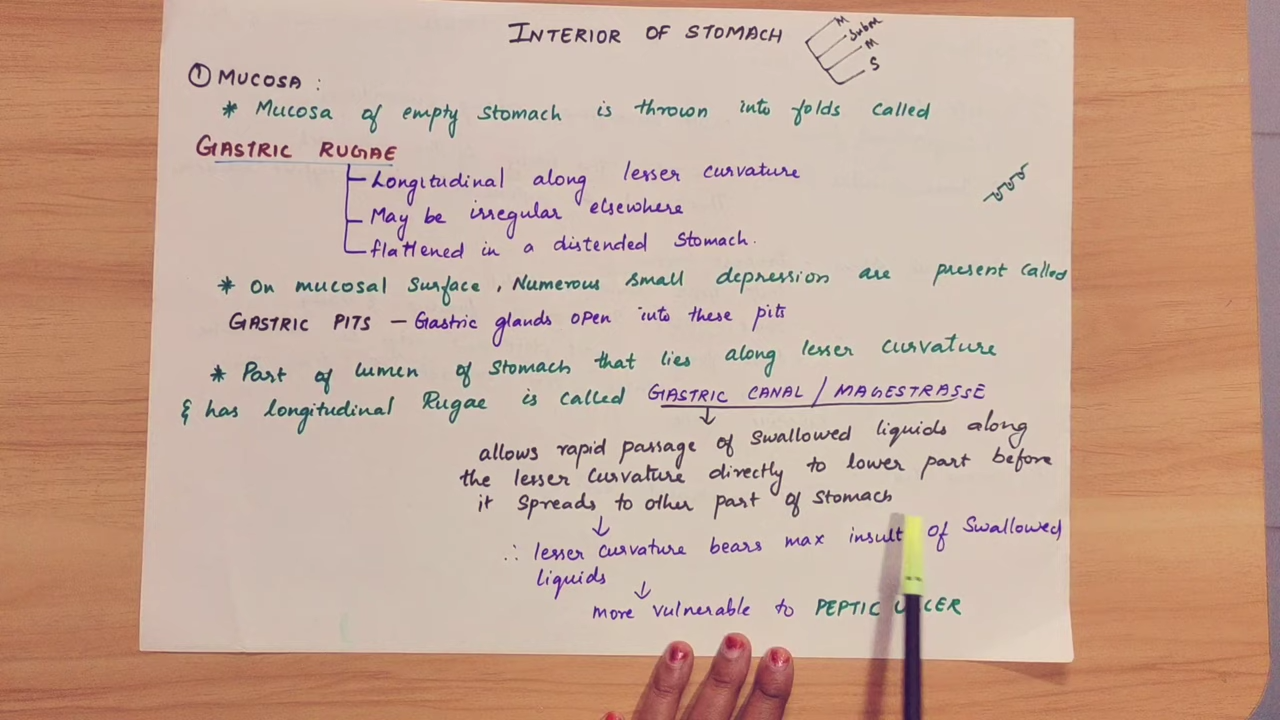 INTERIOR OF STOMACH
M
SubM
M
S
① MUCOSA :
* Mucosa of empty stomach is thrown into folds called
GASTRIC RUGAE
Longitudinal along lesser curvature
May be irregular elsewhere
flattened in a distended Stomach.
* On mucosal Surface, Numerous small depression are present called
GASTRIC PITS – Gastric glands open into these pits
* Part of lumen of Stomach that lies along lesser curvature
& has longitudinal Rugae is called GASTRIC CANAL / MAGESTRASSE
↓
allows rapid passage of Swallowed liquids along
the lesser Curvature directly to lower part before
it Spreads to other part of Stomach
↓
∴ lesser curvature bears max insult of Swallowed
liquids
↓
more vulnerable to PEPTIC ULCER